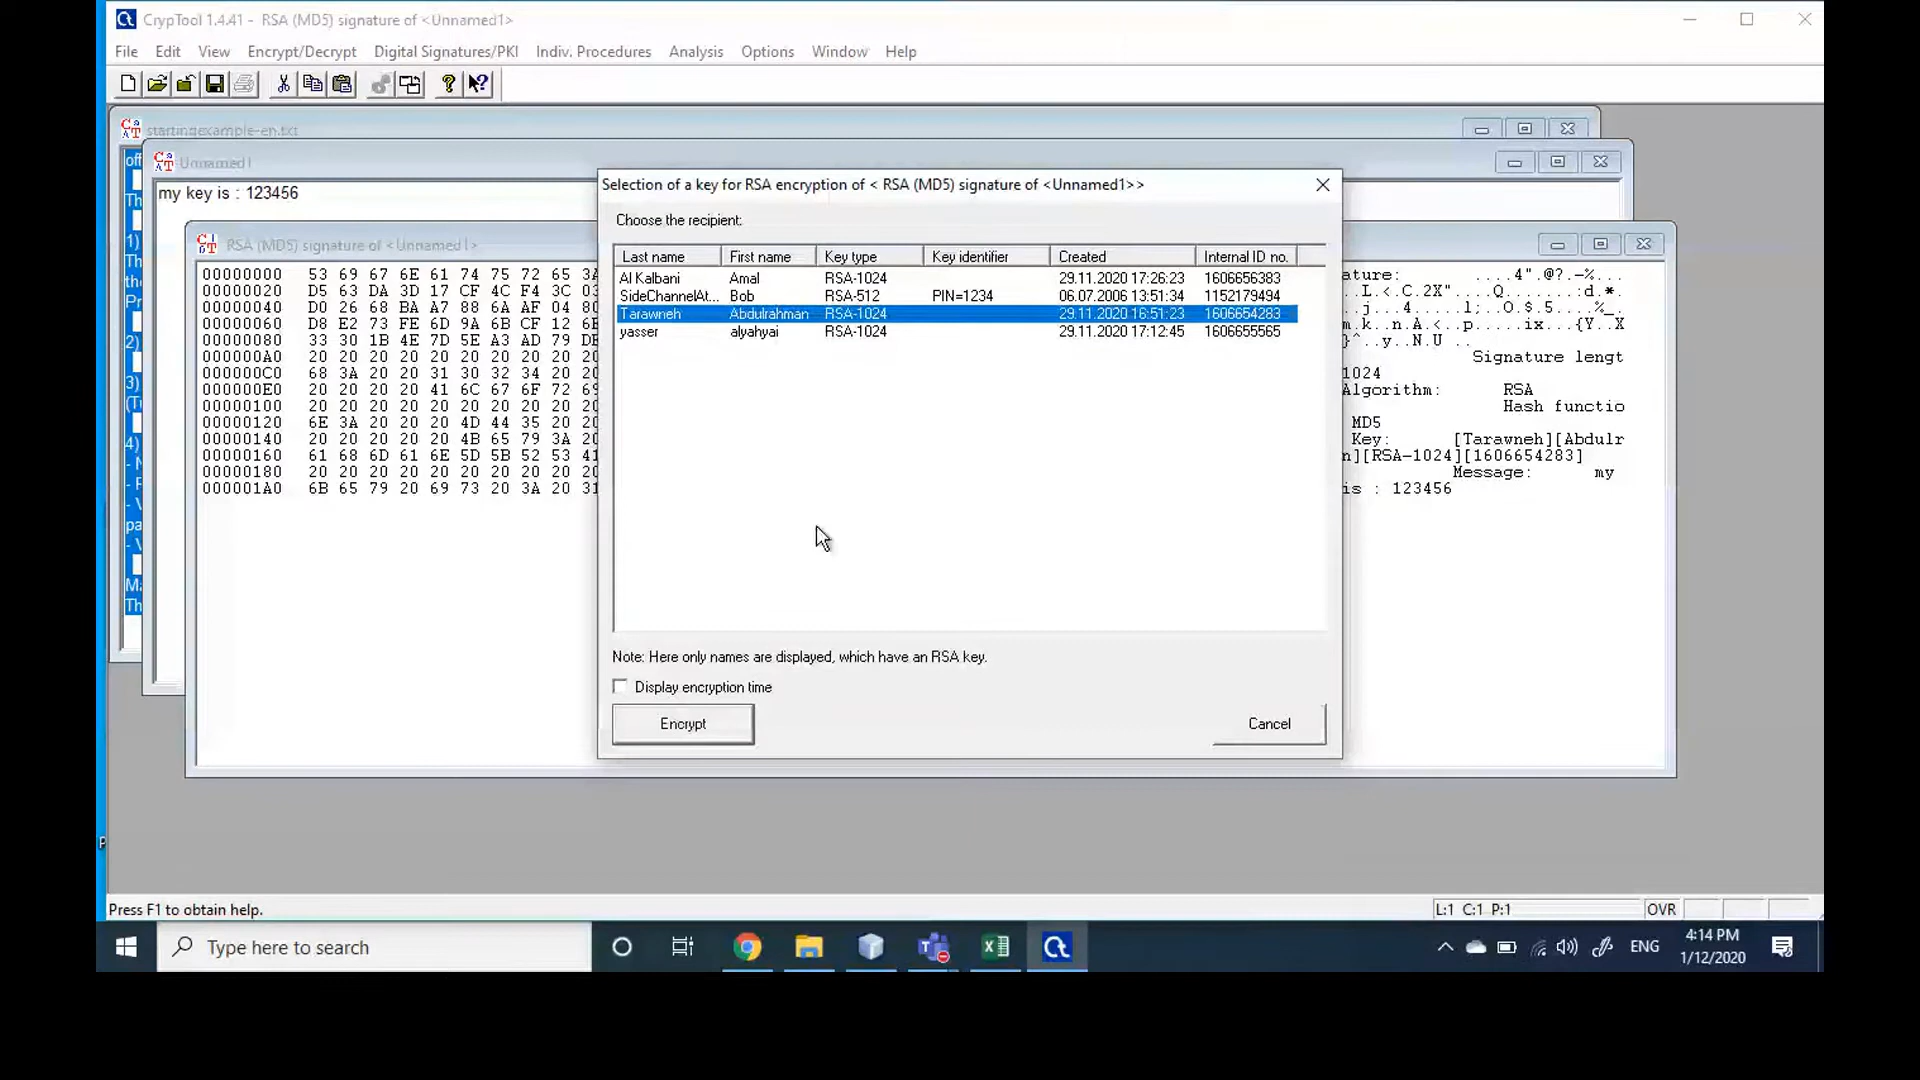 CrypTool 1.4.41 - RSA (MD5) signature of <Unnamed1>
File Edit View Encrypt/Decrypt Digital Signatures/PKI Indiv. Procedures Analysis Options Window Help
startingexample-en.txt
Unnamed1
my key is : 123456
RSA (MD5) signature of <Unnamed1>
00000000 53 69 67 6E 61 74 75 72 65 3A
00000020 D5 63 DA 3D 17 CF 4C F4 3C 03
00000040 D0 26 68 BA A7 88 6A AF 04 80
00000060 D8 E2 73 FE 6D 9A 6B CF 12
00000080 33 30 1B 4E 7D 5E A3 AD 79
000000A0 20 20 20 20 20 20 20 20 20 20
000000C0 68 3A 20 20 31 30 32 34 20 20
000000E0 20 20 20 20 41 6C 67 6F 72 69
00000100 20 20 20 20 20 20 20 20 20 20
00000120 6E 3A 20 20 20 4D 44 35 20 20
00000140 20 20 20 20 20 4B 65 79 3A 20
00000160 61 68 6D 61 6E 5D 5B 52 53 41
00000180 20 20 20 20 20 20 20 20 20 20
000001A0 6B 65 79 20 69 73 20 3A 20 31
nature: ....4".@?.-%...
..L.<.C.2X"....Q.......:d.*.
..j...4....l;..O.$.5....%_.
m.k..n.A.<..p.....ix...{Y..X
}^..y..N.U ..
Signature lengt
1024
Algorithm: RSA
Hash functio
MD5
Key: [Tarawneh][Abdulr
n][RSA-1024][1606654283]
Message: my
is : 123456
Selection of a key for RSA encryption of < RSA (MD5) signature of <Unnamed1>>
Choose the recipient:
Last name First name Key type Key identifier Created Internal ID no.
Al Kalbani Amal RSA-1024 29.11.2020 17:26:23 1606656383
SideChannelAt... Bob RSA-512 PIN=1234 06.07.2006 13:51:34 1152179494
Tarawneh Abdulrahman RSA-1024 29.11.2020 16:51:23 1606654283
yasser alyahyai RSA-1024 29.11.2020 17:12:45 1606655565
Note: Here only names are displayed, which have an RSA key.
Display encryption time
Encrypt Cancel
Press F1 to obtain help.
L:1 C:1 P:1 OVR
Type here to search
ENG
4:14 PM
1/12/2020